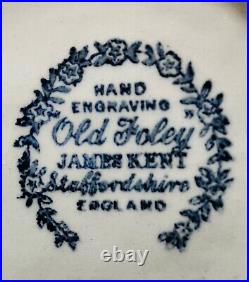 HAND
ENGRAVING
"Old Foley"
JAMES KENT
Staffordshire
ENGLAND